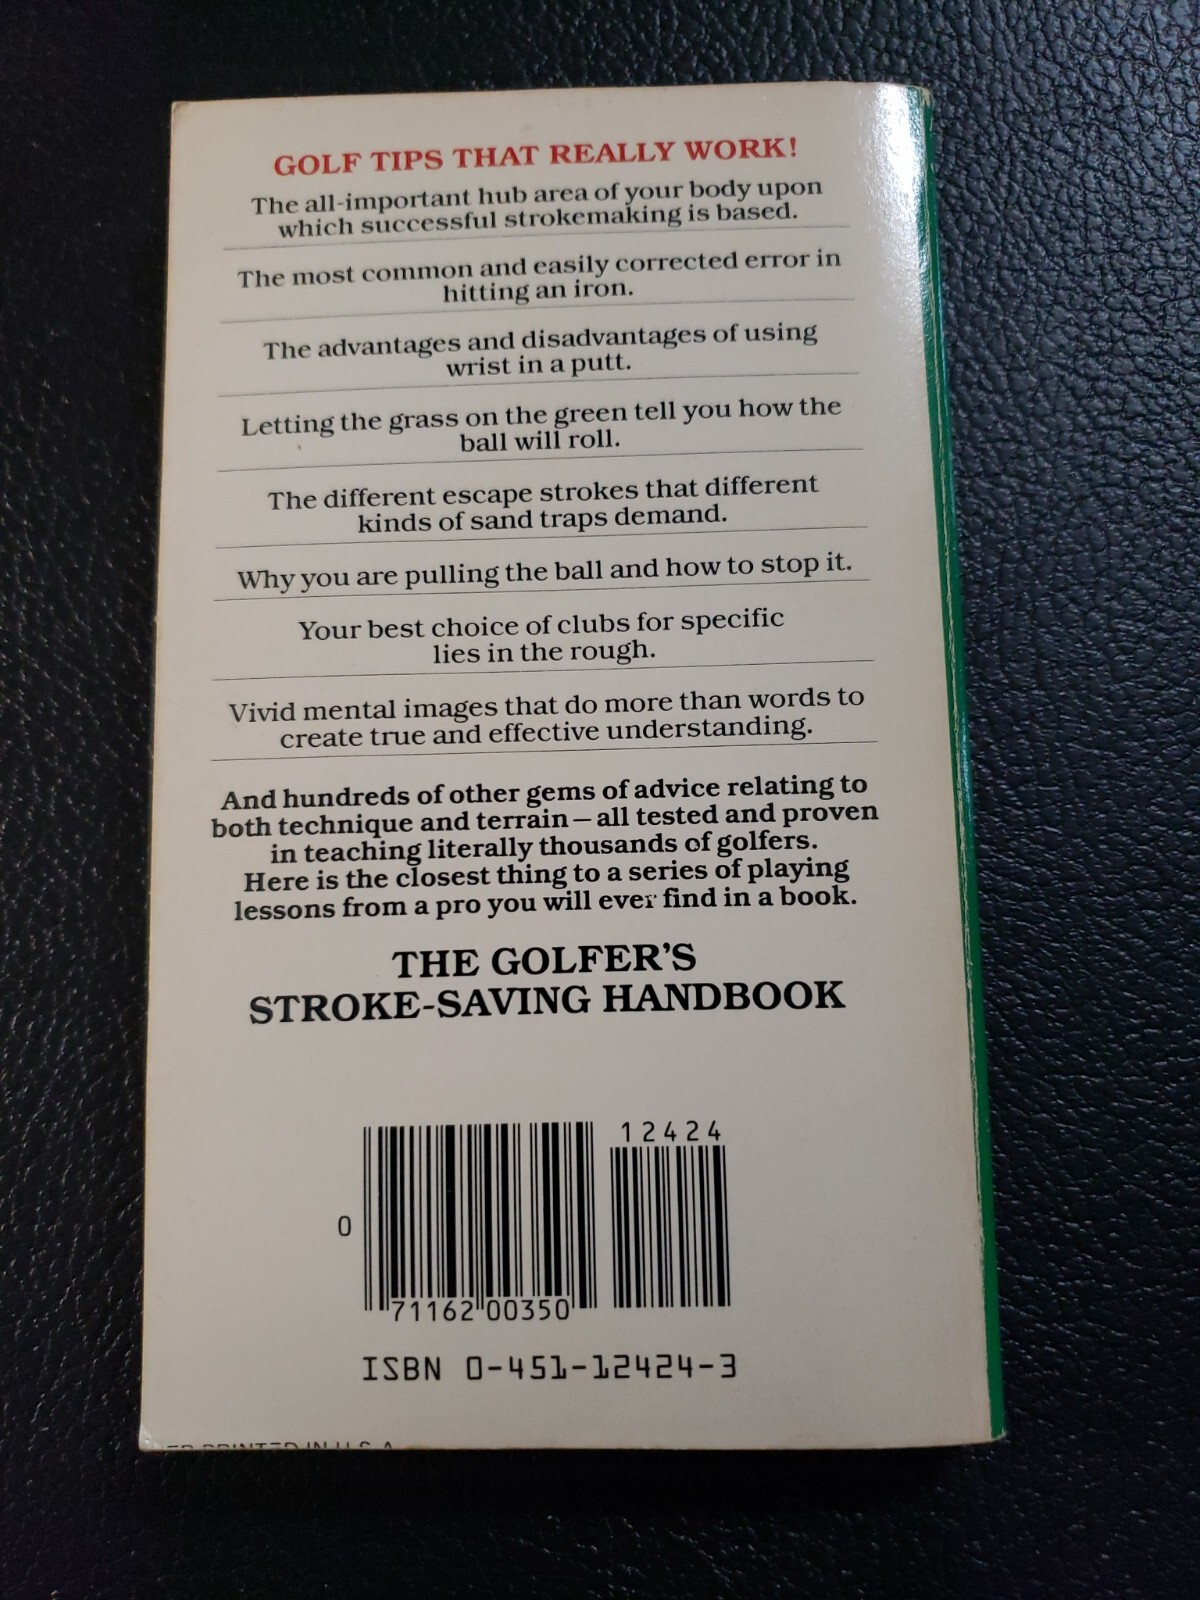 GOLF TIPS THAT REALLY WORK!
The all-important hub area of your body upon
which successful strokemaking is based.
The most common and easily corrected error in
hitting an iron.
The advantages and disadvantages of using
wrist in a putt.
Letting the grass on the green tell you how the
ball will roll.
The different escape strokes that different
kinds of sand traps demand.
Why you are pulling the ball and how to stop it.
Your best choice of clubs for specific
lies in the rough.
Vivid mental images that do more than words to
create true and effective understanding.
And hundreds of other gems of advice relating to
both technique and terrain—all tested and proven
in teaching literally thousands of golfers.
Here is the closest thing to a series of playing
lessons from a pro you will ever find in a book.
THE GOLFER'S
STROKE-SAVING HANDBOOK
12424
0
71162 00350
ISBN 0-451-12424-3
PRINTED IN U.S.A.